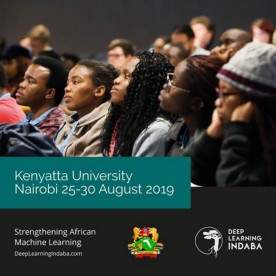 Kenyatta University
Nairobi 25-30 August 2019
Strengthening African
Machine Learning
DeepLearningIndaba.com
DEEP
LEARNING
INDABA